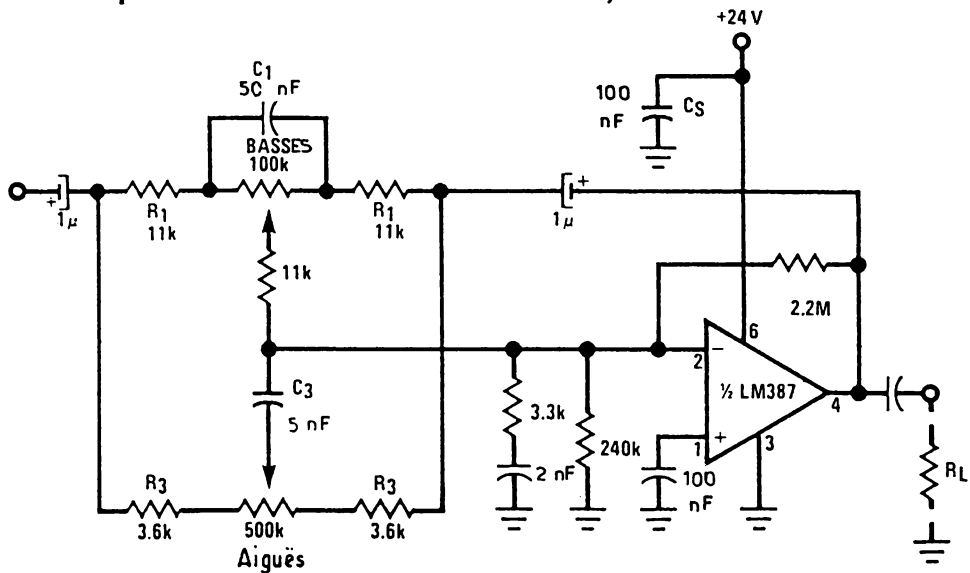 +24 V
C1
50 nF
BASSES
100k
100
nF
CS
+
1µ
R1
11k
R1
11k
+
1µ
11k
2.2M
C3
5 nF
3.3k
240k
2 nF
2
−
6
½ LM387
4
1
+
3
100
nF
RL
R3
3.6k
500k
R3
3.6k
Aiguës